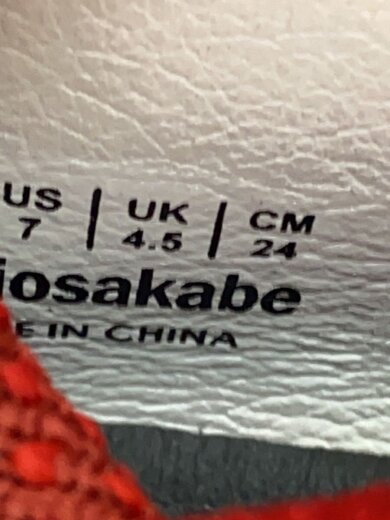 US | UK | CM
7 | 4.5 | 24
iosakabe
E IN CHINA